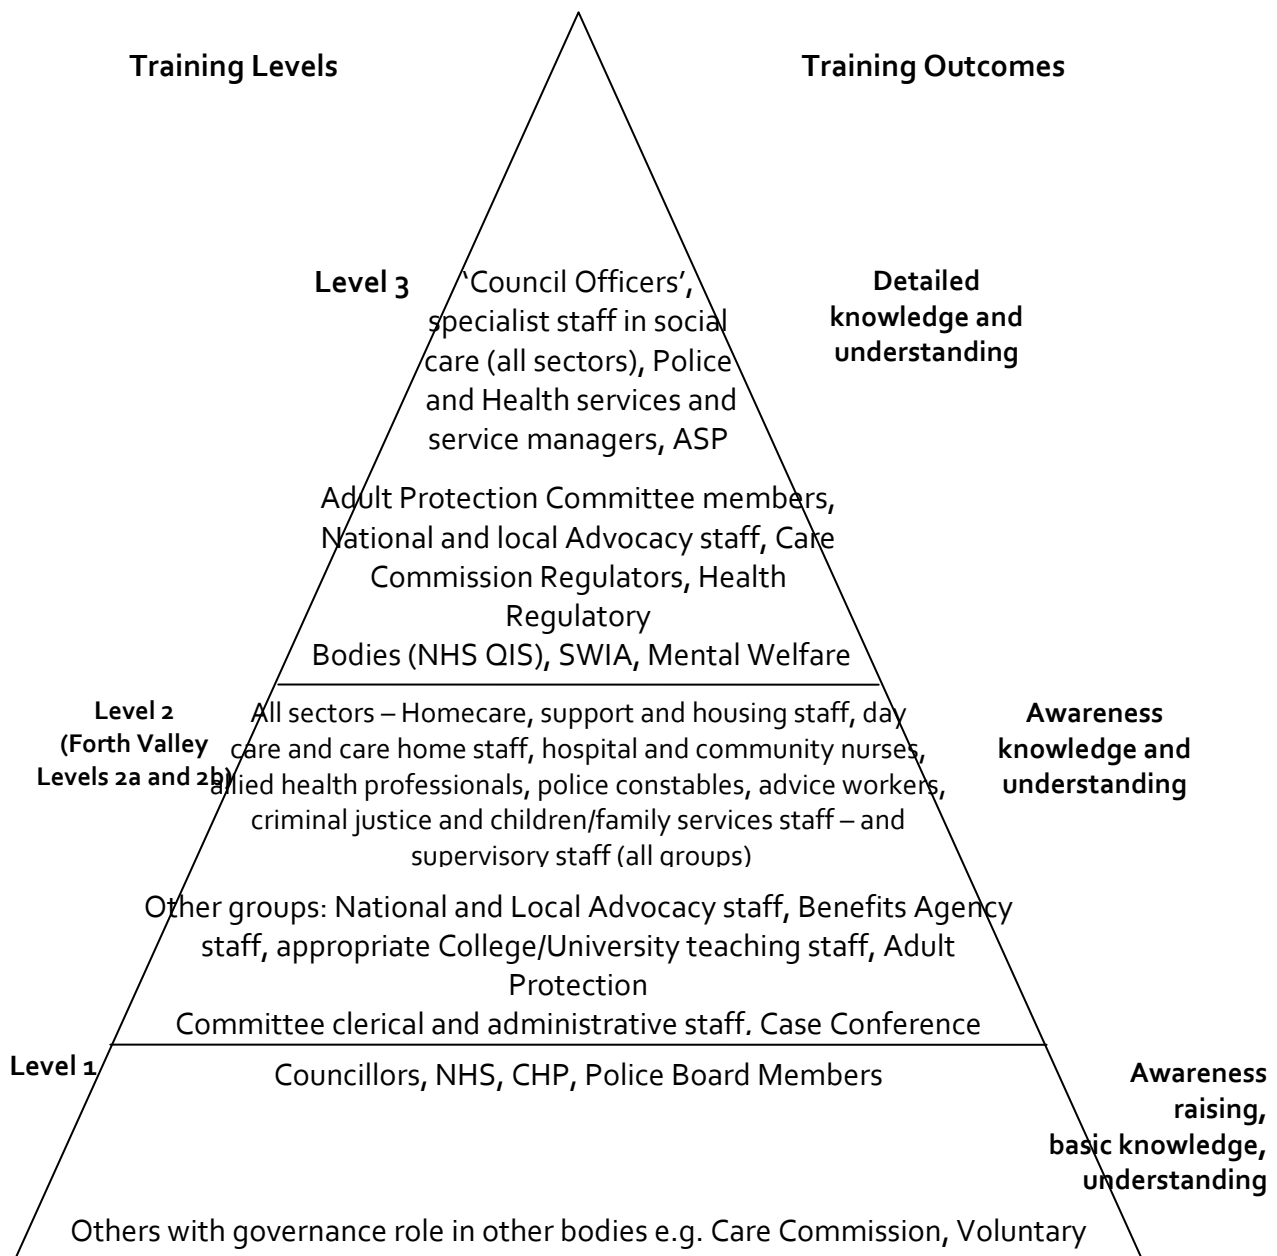 Training Levels
Training Outcomes
Level 3
‘Council Officers’,
specialist staff in social
care (all sectors), Police
and Health services and
service managers, ASP
Detailed
knowledge and
understanding
Adult Protection Committee members,
National and local Advocacy staff, Care
Commission Regulators, Health
Regulatory
Bodies (NHS QIS), SWIA, Mental Welfare
Level 2
(Forth Valley
Levels 2a and 2b)
All sectors – Homecare, support and housing staff, day
care and care home staff, hospital and community nurses,
allied health professionals, police constables, advice workers,
criminal justice and children/family services staff – and
supervisory staff (all groups)
Awareness
knowledge and
understanding
Other groups: National and Local Advocacy staff, Benefits Agency
staff, appropriate College/University teaching staff, Adult
Protection
Committee clerical and administrative staff. Case Conference
Level 1
Councillors, NHS, CHP, Police Board Members
Awareness
raising,
basic knowledge,
understanding
Others with governance role in other bodies e.g. Care Commission, Voluntary